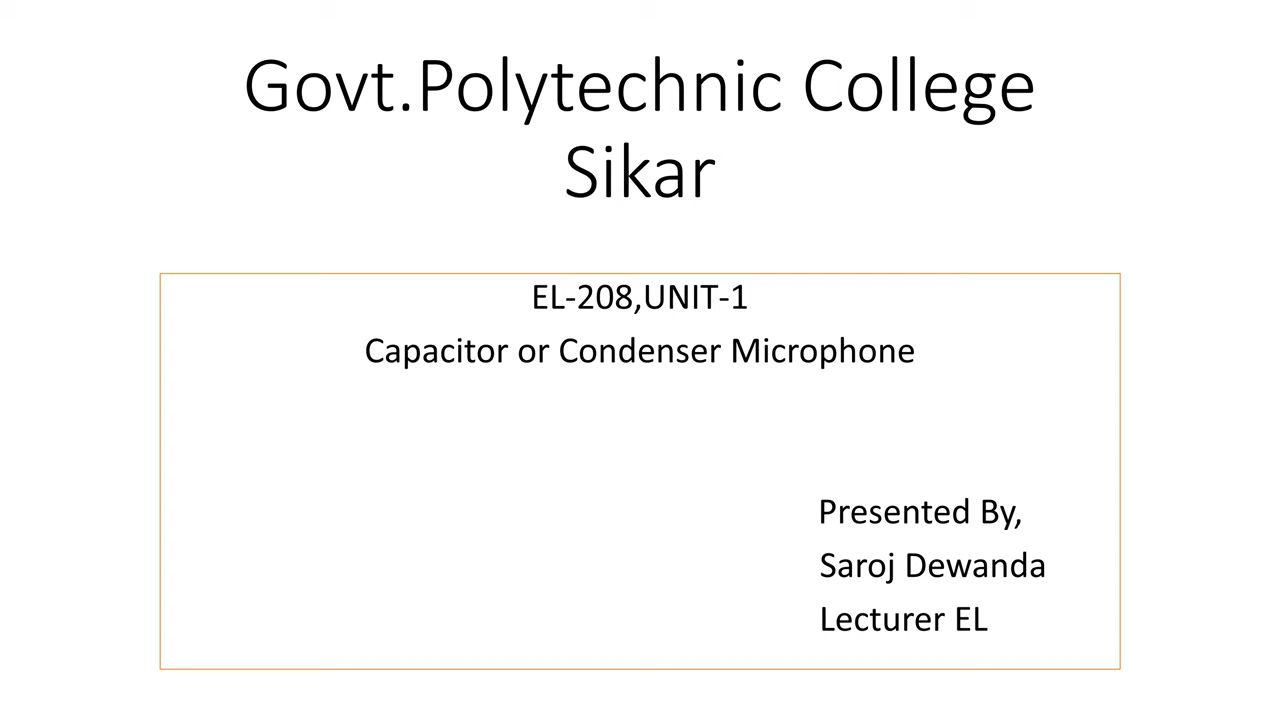 Govt.Polytechnic College
Sikar
EL-208,UNIT-1
Capacitor or Condenser Microphone
Presented By,
Saroj Dewanda
Lecturer EL